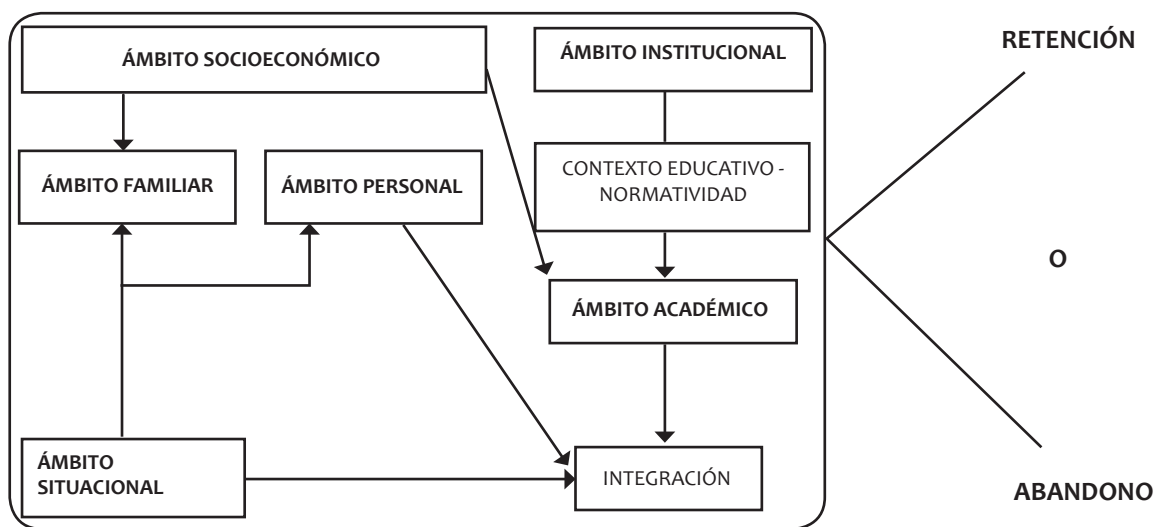 ÁMBITO SOCIOECONÓMICO
ÁMBITO INSTITUCIONAL
RETENCIÓN
ÁMBITO FAMILIAR
ÁMBITO PERSONAL
CONTEXTO EDUCATIVO -
NORMATIVIDAD
O
ÁMBITO ACADÉMICO
ÁMBITO
SITUACIONAL
INTEGRACIÓN
ABANDONO